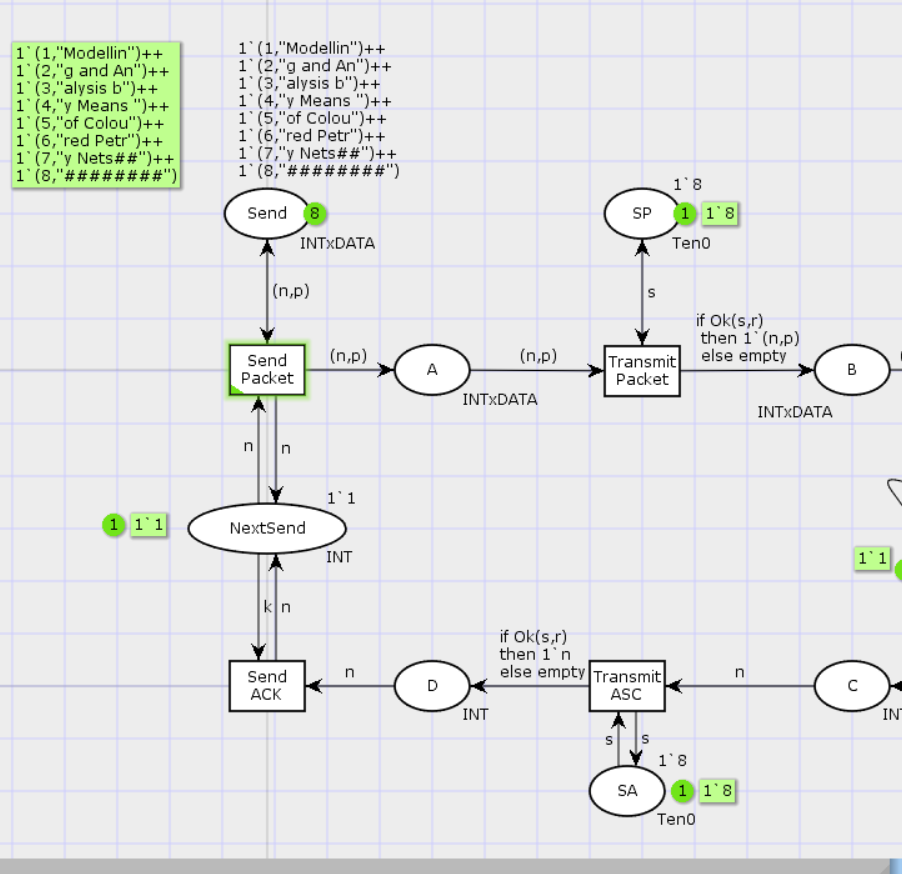 1`(1,"Modellin")++
1`(2,"g and An")++
1`(3,"alysis b")++
1`(4,"y Means ")++
1`(5,"of Colou")++
1`(6,"red Petr")++
1`(7,"y Nets##")++
1`(8,"########")
1`(1,"Modellin")++
1`(2,"g and An")++
1`(3,"alysis b")++
1`(4,"y Means ")++
1`(5,"of Colou")++
1`(6,"red Petr")++
1`(7,"y Nets##")++
1`(8,"########")
Send
8
INTxDATA
1`8
SP
1
1`8
Ten0
(n,p)
s
Send
Packet
(n,p)
A
INTxDATA
(n,p)
Transmit
Packet
if Ok(s,r)
then 1`(n,p)
else empty
B
INTxDATA
n
n
1`1
1
1`1
NextSend
INT
1`1
k
n
Send
ACK
n
D
INT
if Ok(s,r)
then 1`n
else empty
Transmit
ASC
n
C
s
s
1`8
SA
1
1`8
Ten0